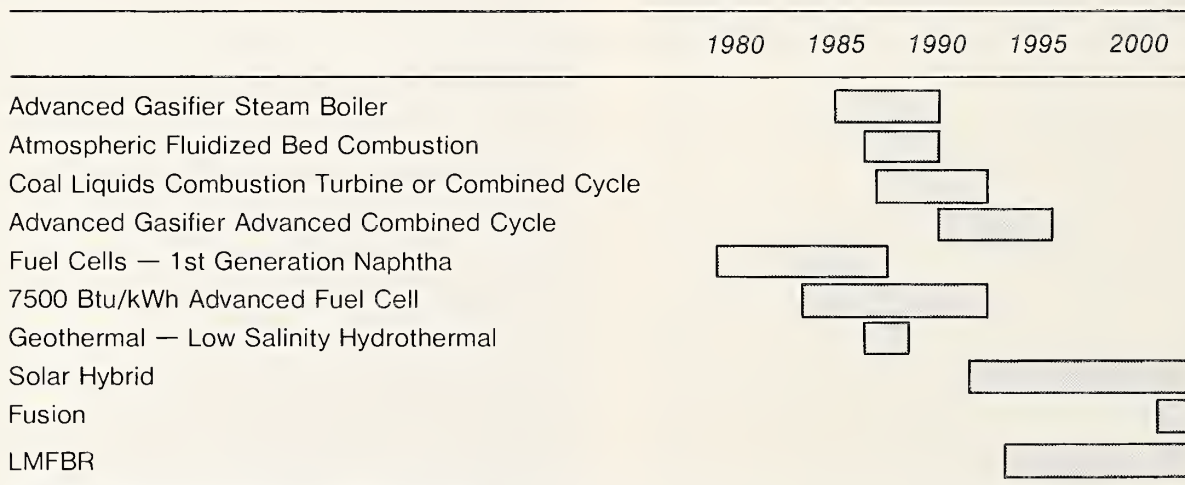 1980 1985 1990 1995 2000
Advanced Gasifier Steam Boiler
Atmospheric Fluidized Bed Combustion
Coal Liquids Combustion Turbine or Combined Cycle
Advanced Gasifier Advanced Combined Cycle
Fuel Cells — 1st Generation Naphtha
7500 Btu/kWh Advanced Fuel Cell
Geothermal — Low Salinity Hydrothermal
Solar Hybrid
Fusion
LMFBR